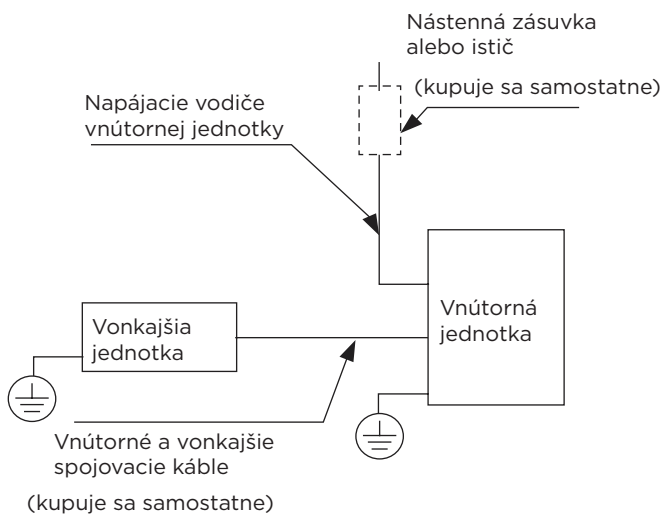 Nástenná zásuvka
alebo istič
(kupuje sa samostatne)
Napájacie vodiče
vnútornej jednotky
Vonkajšia
jednotka
Vnútorná
jednotka
Vnútorné a vonkajšie
spojovacie káble
(kupuje sa samostatne)